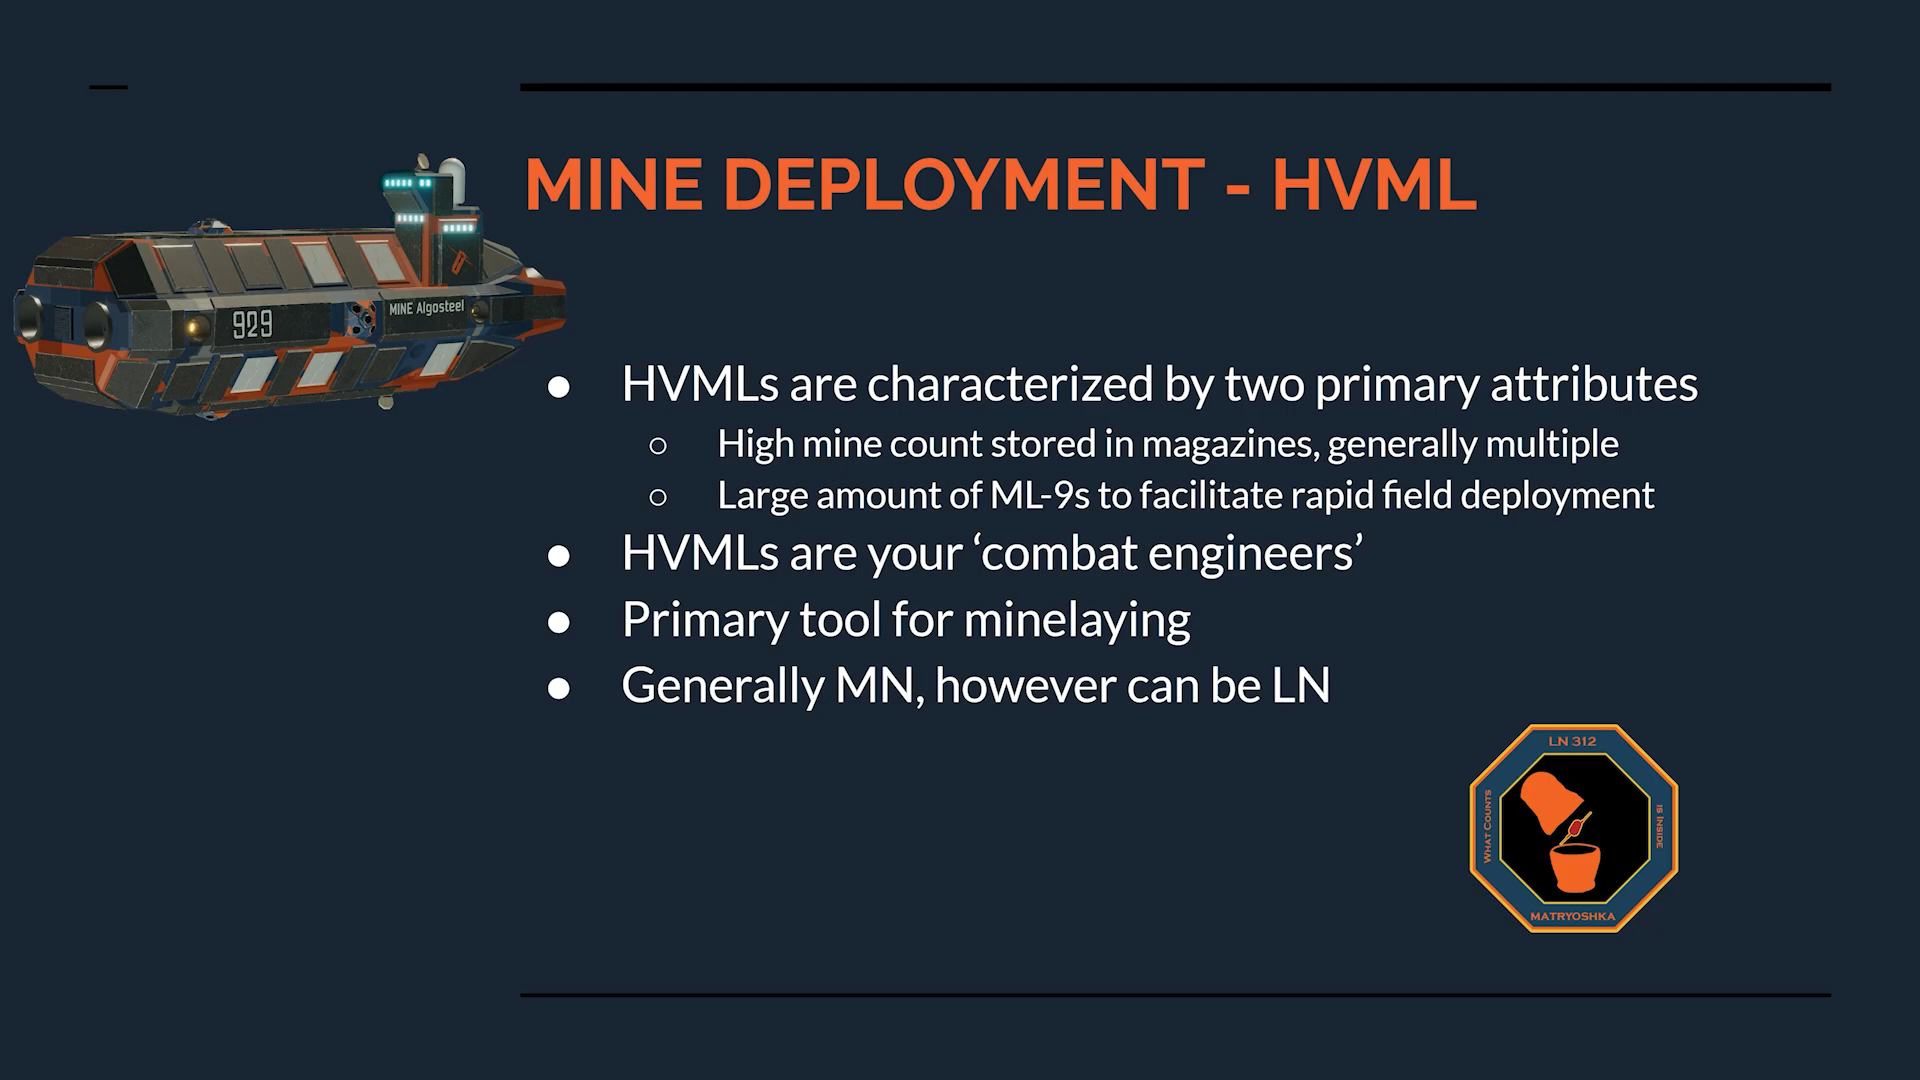 MINE DEPLOYMENT - HVML
929
MINE Algosteel
● HVMLs are characterized by two primary attributes
○ High mine count stored in magazines, generally multiple
○ Large amount of ML-9s to facilitate rapid field deployment
● HVMLs are your ‘combat engineers’
● Primary tool for minelaying
● Generally MN, however can be LN
LN 312
WHAT COUNTS
IS INSIDE
MATRYOSHKA